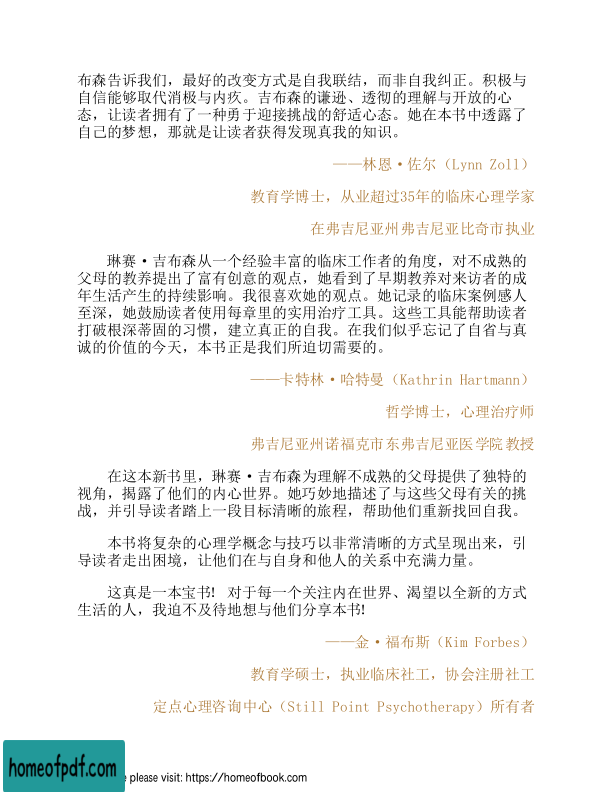 布森告诉我们，最好的改变方式是自我联结，而非自我纠正。积极与
自信能够取代消极与内疚。吉布森的谦逊、透彻的理解与开放的心
态，让读者拥有了一种勇于迎接挑战的舒适心态。她在本书中透露了
自己的梦想，那就是让读者获得发现真我的知识。
——林恩·佐尔（Lynn Zoll）
教育学博士，从业超过35年的临床心理学家
在弗吉尼亚州弗吉尼亚比奇市执业
琳赛·吉布森从一个经验丰富的临床工作者的角度，对不成熟的
父母的教养提出了富有创意的观点，她看到了早期教养对来访者的成
年生活产生的持续影响。我很喜欢她的观点。她记录的临床案例感人
至深，她鼓励读者使用每章里的实用治疗工具。这些工具能帮助读者
打破根深蒂固的习惯，建立真正的自我。在我们似乎忘记了自省与真
诚的价值的今天，本书正是我们所迫切需要的。
——卡特林·哈特曼（Kathrin Hartmann）
哲学博士，心理治疗师
弗吉尼亚州诺福克市东弗吉尼亚医学院教授
在这本新书里，琳赛·吉布森为理解不成熟的父母提供了独特的
视角，揭露了他们的内心世界。她巧妙地描述了与这些父母有关的挑
战，并引导读者踏上一段目标清晰的旅程，帮助他们重新找回自我。
本书将复杂的心理学概念与技巧以非常清晰的方式呈现出来，引
导读者走出困境，让他们在与自身和他人的关系中充满力量。
这真是一本宝书！对于每一个关注内在世界、渴望以全新的方式
生活的人，我迫不及待地想与他们分享本书！
——金·福布斯（Kim Forbes）
教育学硕士，执业临床社工，协会注册社工
定点心理咨询中心（Still Point Psychotherapy）所有者
homeofpdf.com
e please visit: https://homeofbook.com